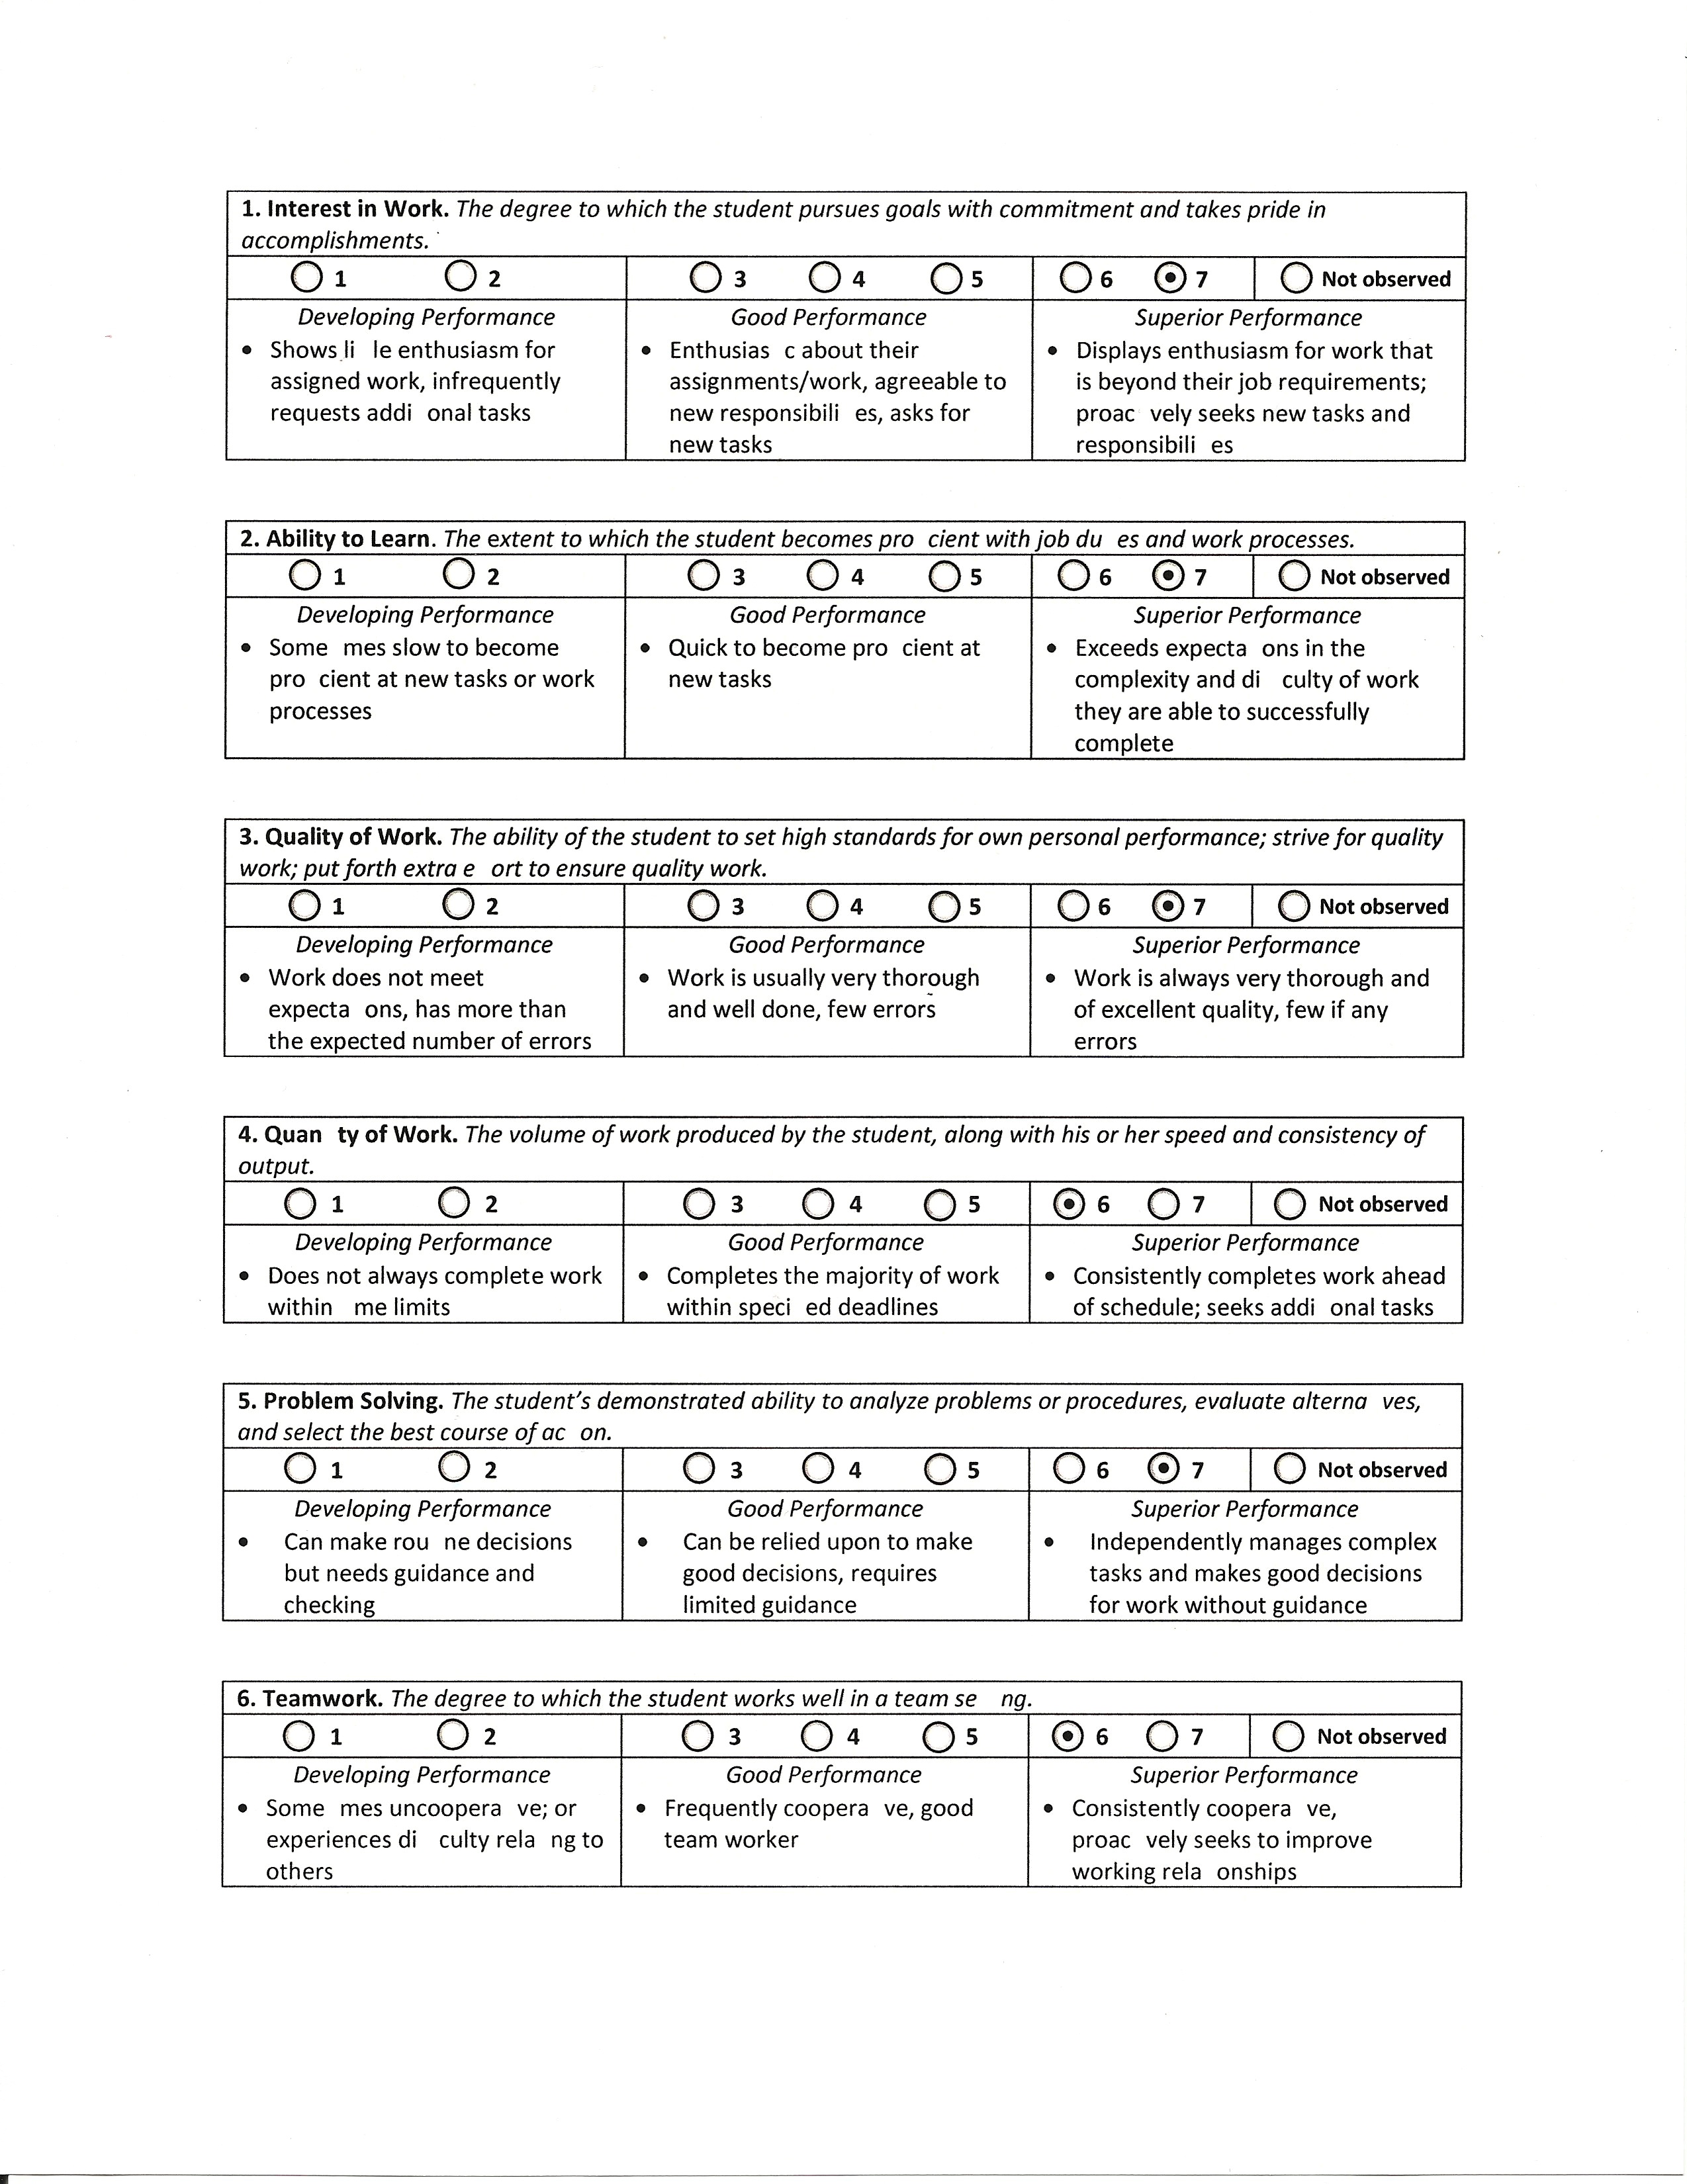 1. Interest in Work. The degree to which the student pursues goals with commitment and takes pride in
accomplishments.
1 2 3 4 5 6 7 Not observed
Developing Performance
• Shows li le enthusiasm for
assigned work, infrequently
requests addi onal tasks
Good Performance
• Enthusias c about their
assignments/work, agreeable to
new responsibili es, asks for
new tasks
Superior Performance
• Displays enthusiasm for work that
is beyond their job requirements;
proac vely seeks new tasks and
responsibili es
2. Ability to Learn. The extent to which the student becomes pro cient with job du es and work processes.
1 2 3 4 5 6 7 Not observed
Developing Performance
• Some mes slow to become
pro cient at new tasks or work
processes
Good Performance
• Quick to become pro cient at
new tasks
Superior Performance
• Exceeds expecta ons in the
complexity and di culty of work
they are able to successfully
complete
3. Quality of Work. The ability of the student to set high standards for own personal performance; strive for quality
work; put forth extra e ort to ensure quality work.
1 2 3 4 5 6 7 Not observed
Developing Performance
• Work does not meet
expecta ons, has more than
the expected number of errors
Good Performance
• Work is usually very thorough
and well done, few errors
Superior Performance
• Work is always very thorough and
of excellent quality, few if any
errors
4. Quan ty of Work. The volume of work produced by the student, along with his or her speed and consistency of
output.
1 2 3 4 5 6 7 Not observed
Developing Performance
• Does not always complete work
within me limits
Good Performance
• Completes the majority of work
within speci ed deadlines
Superior Performance
• Consistently completes work ahead
of schedule; seeks addi onal tasks
5. Problem Solving. The student's demonstrated ability to analyze problems or procedures, evaluate alterna ves,
and select the best course of ac on.
1 2 3 4 5 6 7 Not observed
Developing Performance
• Can make rou ne decisions
but needs guidance and
checking
Good Performance
• Can be relied upon to make
good decisions, requires
limited guidance
Superior Performance
• Independently manages complex
tasks and makes good decisions
for work without guidance
6. Teamwork. The degree to which the student works well in a team se ng.
1 2 3 4 5 6 7 Not observed
Developing Performance
• Some mes uncoopera ve; or
experiences di culty rela ng to
others
Good Performance
• Frequently coopera ve, good
team worker
Superior Performance
• Consistently coopera ve,
proac vely seeks to improve
working rela onships